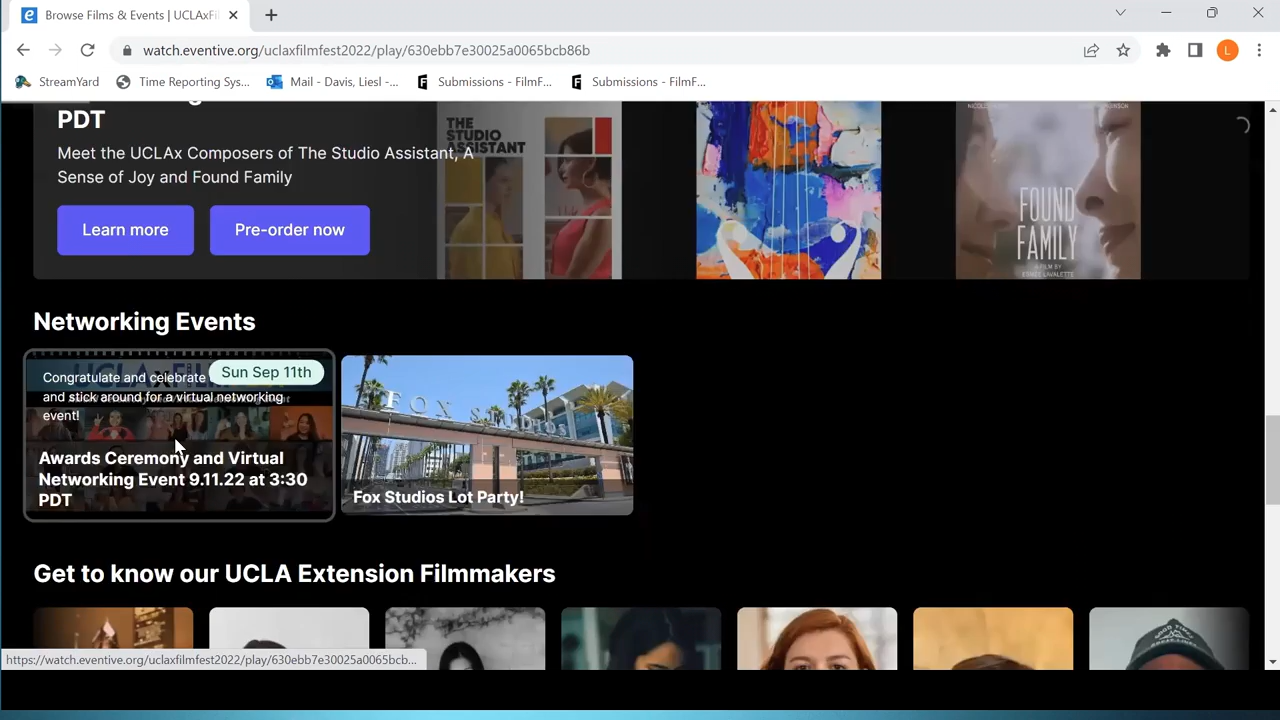 Browse Films & Events | UCLAxFil
watch.eventive.org/uclaxfilmfest2022/play/630ebb7e30025a0065bcb86b
L
StreamYard
Time Reporting Sys...
Mail - Davis, Liesl -...
Submissions - FilmF...
Submissions - FilmF...
PDT
Meet the UCLAx Composers of The Studio Assistant, A
Sense of Joy and Found Family
Learn more
Pre-order now
THE
STUDIO
ASSISTANT
FOUND
FAMILY
Networking Events
Sun Sep 11th
Congratulate and celebrate
and stick around for a virtual networking
event!
Awards Ceremony and Virtual
Networking Event 9.11.22 at 3:30
PDT
FOX STUDIOS
Fox Studios Lot Party!
Get to know our UCLA Extension Filmmakers
https://watch.eventive.org/uclaxfilmfest2022/play/630ebb7e30025a0065bc...